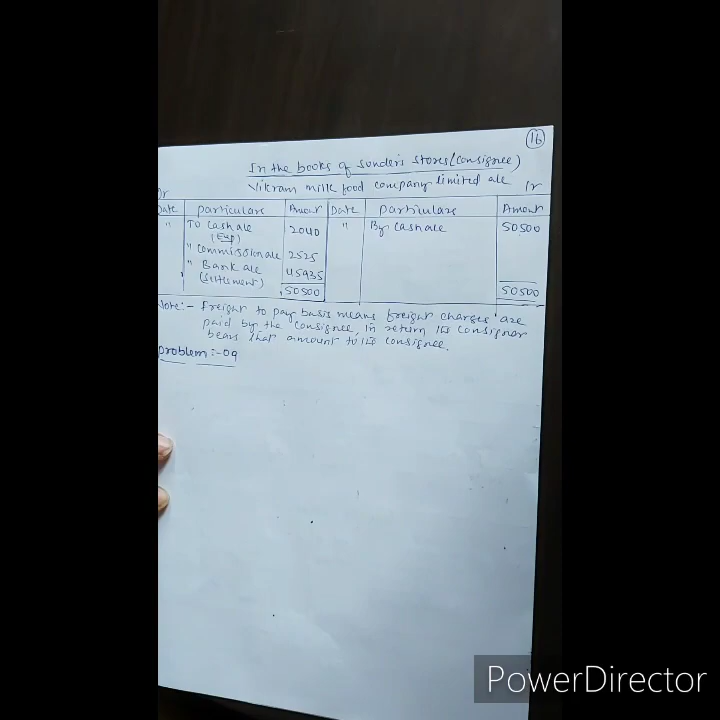 16
In the books of Sunder's Stores (Consignee)
Vikram milk food company limited a/c
Dr
Date Particulars Amount Date Particulars Amount
" To Cash a/c 2040 " By Cash a/c 50500
(Exp)
" Commission a/c 2525
" Bank a/c 45935
(Settlement)
50500 50500
Note:- Freight to pay basis means freight charges are
paid by the consignee, in return the consignor
bears that amount to the consignee.
problem:-09
PowerDirector